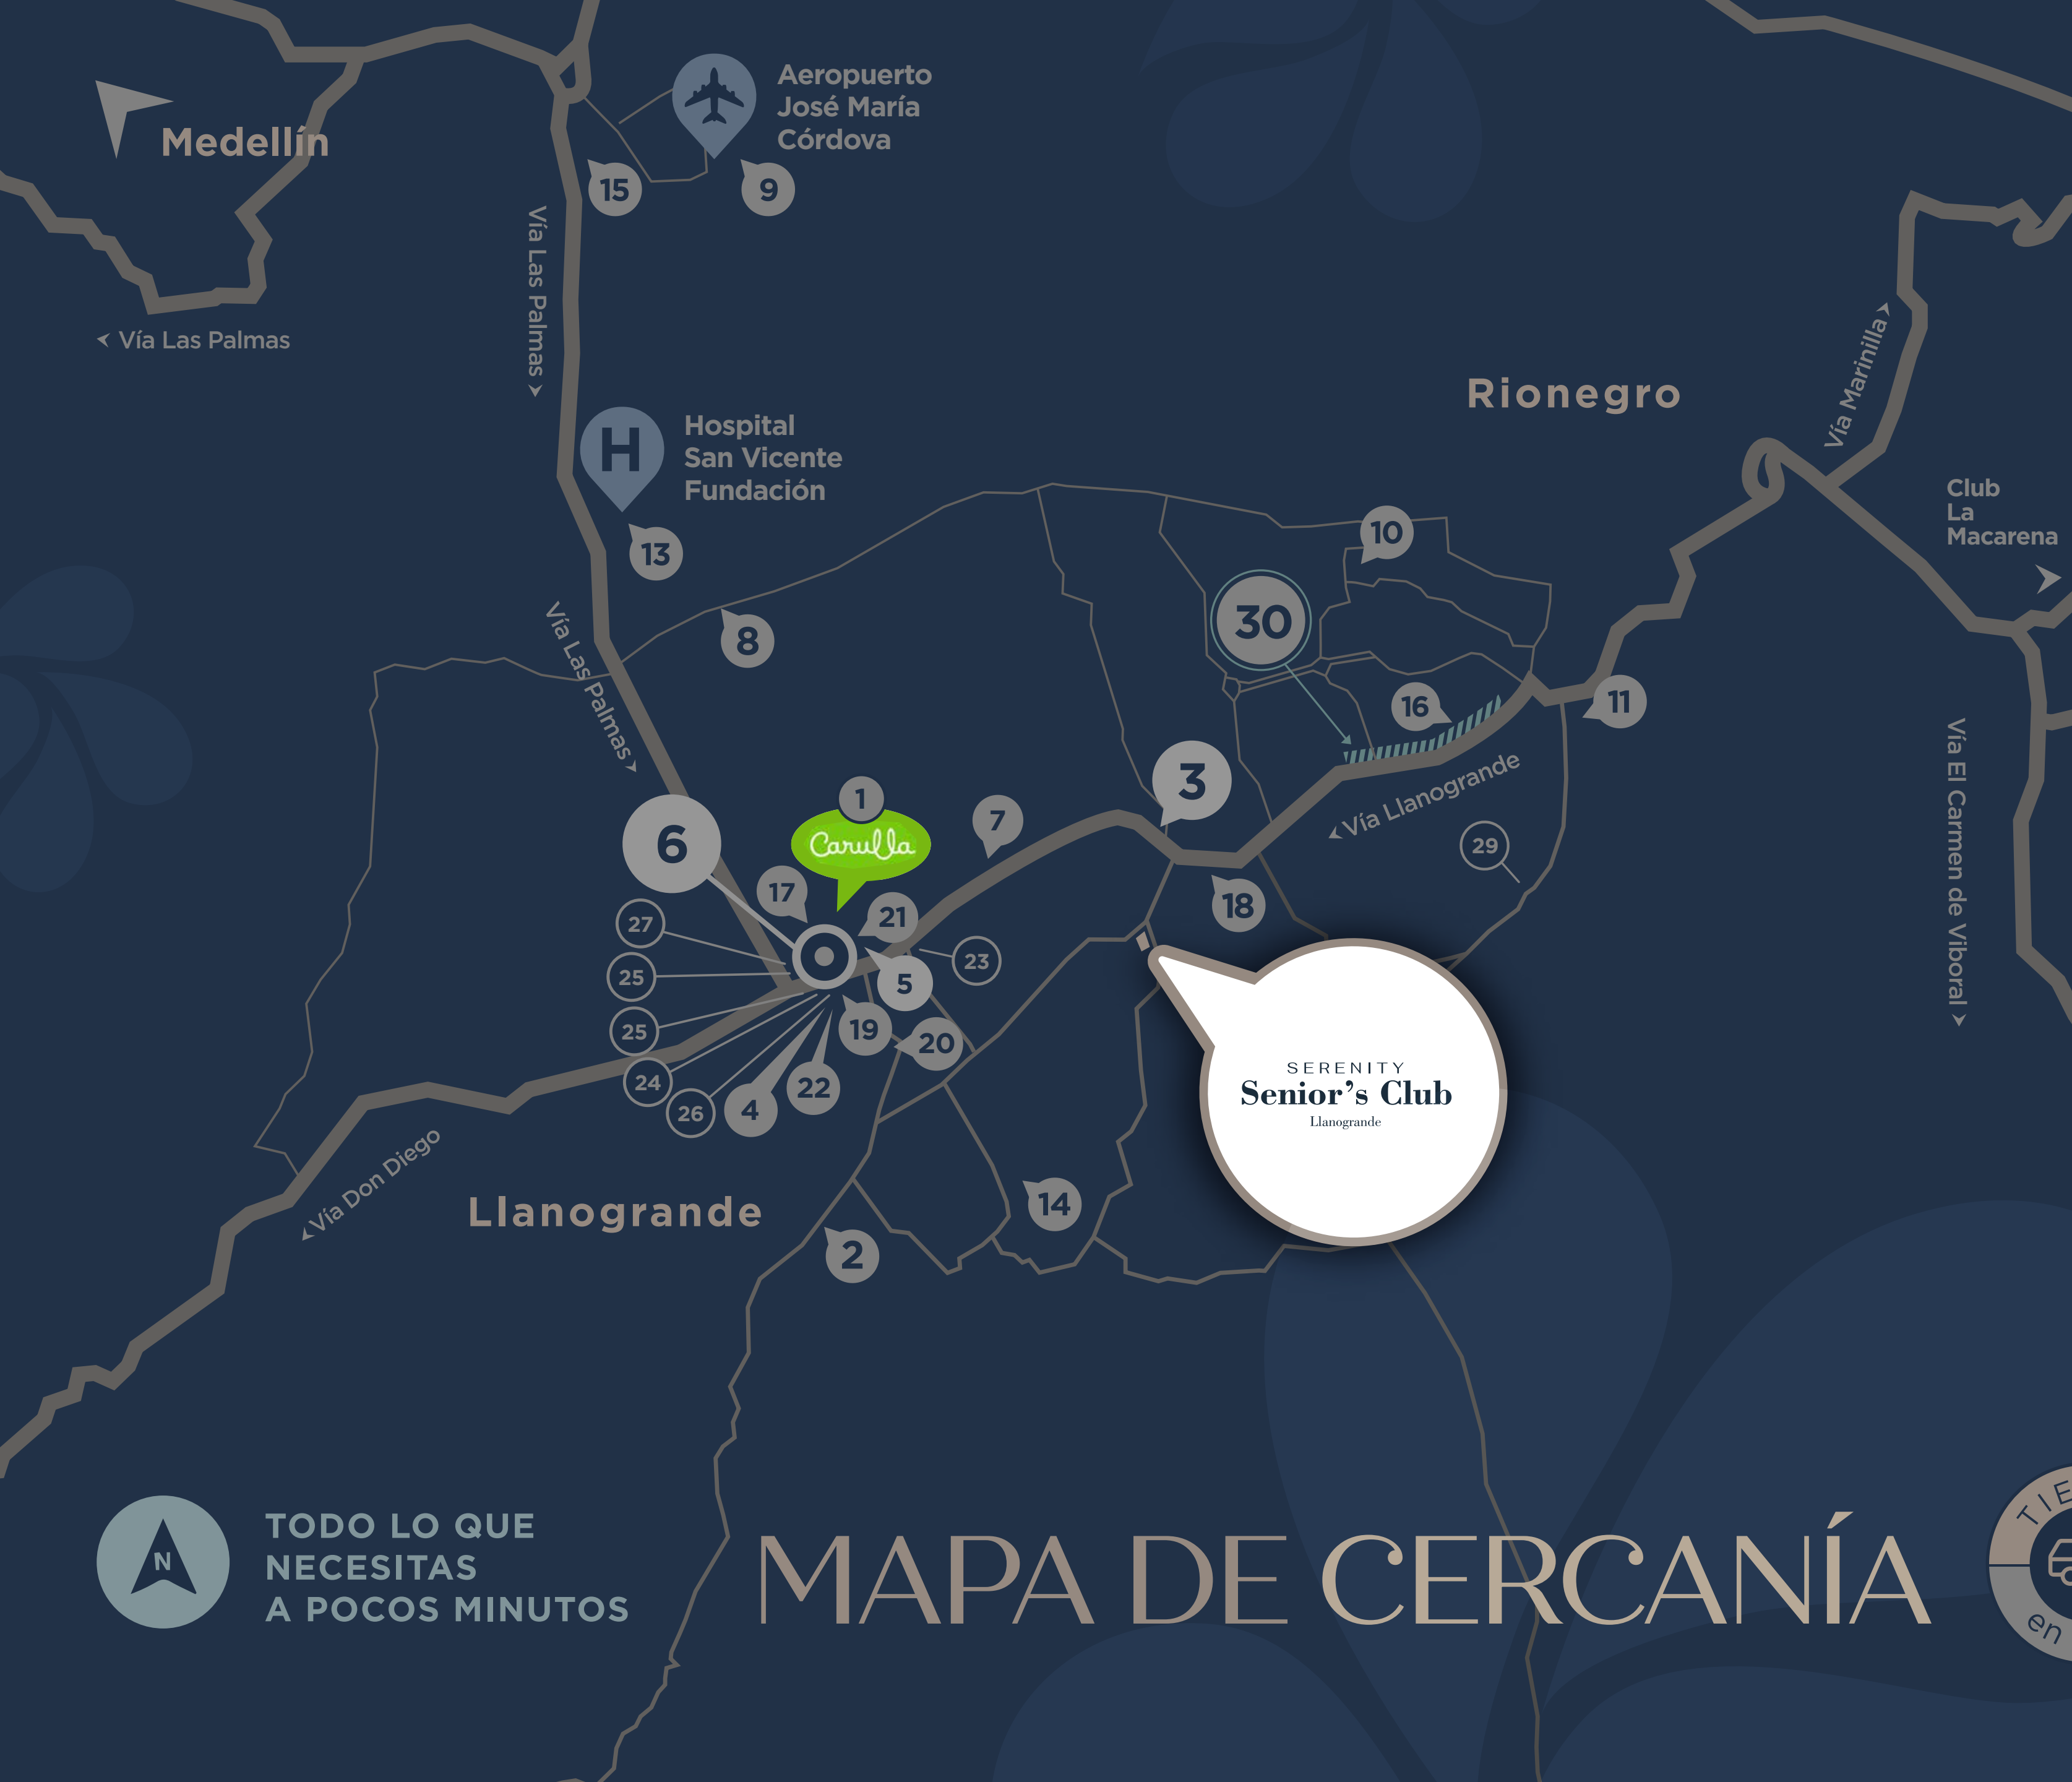 Aeropuerto
José María
Córdova
Medellín
15
9
Vía Las Palmas
Vía Las Palmas
Rionegro
Vía Marinilla
H
Hospital
San Vicente
Fundación
13
Club
La
Macarena
10
30
8
Vía Las Palmas
16
11
Vía Llanogrande
Vía El Carmen de Viboral
3
1
Carulla
6
7
29
17
18
21
27
23
25
5
25
19
20
24
22
26
4
SERENITY
Senior's Club
Llanogrande
Vía Don Diego
Llanogrande
14
2
N
TODO LO QUE
NECESITAS
A POCOS MINUTOS
MAPA DE CERCANÍA
TIE
en